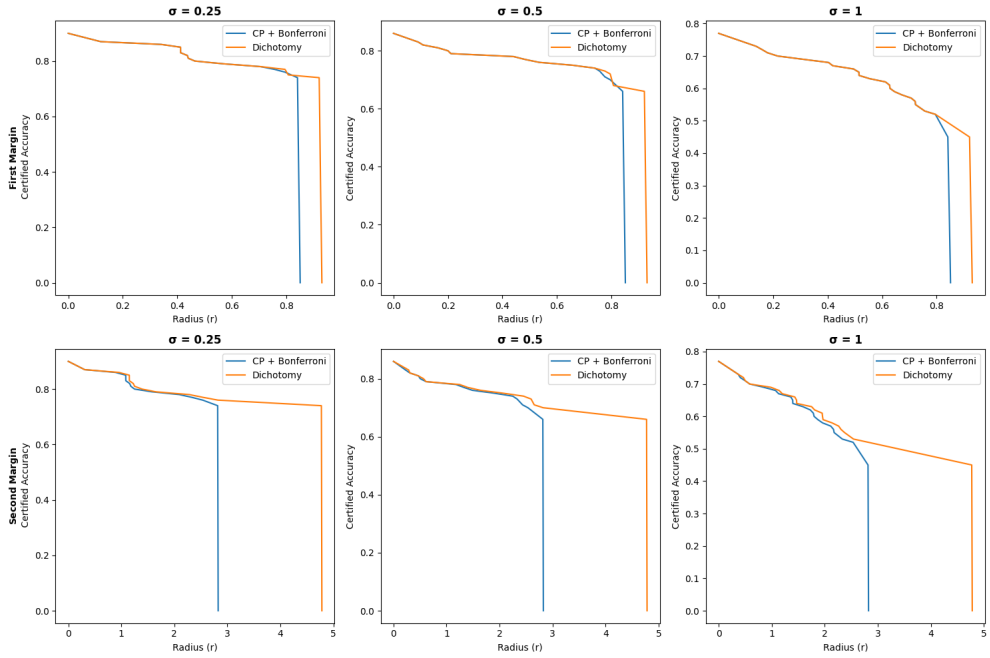 σ = 0.25
CP + Bonferroni
Dichotomy
First Margin
Certified Accuracy
0.8
0.6
0.4
0.2
0.0
0.0 0.2 0.4 0.6 0.8
Radius (r)
σ = 0.5
CP + Bonferroni
Dichotomy
Certified Accuracy
0.8
0.6
0.4
0.2
0.0
0.0 0.2 0.4 0.6 0.8
Radius (r)
σ = 1
CP + Bonferroni
Dichotomy
Certified Accuracy
0.8
0.7
0.6
0.5
0.4
0.3
0.2
0.1
0.0
0.0 0.2 0.4 0.6 0.8
Radius (r)
σ = 0.25
CP + Bonferroni
Dichotomy
Second Margin
Certified Accuracy
0.8
0.6
0.4
0.2
0.0
0 1 2 3 4 5
Radius (r)
σ = 0.5
CP + Bonferroni
Dichotomy
Certified Accuracy
0.8
0.6
0.4
0.2
0.0
0 1 2 3 4 5
Radius (r)
σ = 1
CP + Bonferroni
Dichotomy
Certified Accuracy
0.8
0.7
0.6
0.5
0.4
0.3
0.2
0.1
0.0
0 1 2 3 4 5
Radius (r)